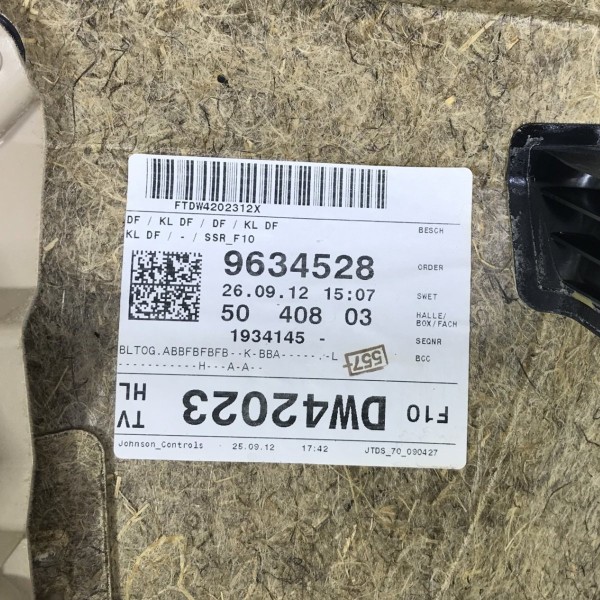 FTDW4202312X
DF / KL DF / DF / KL DF BESCH
KL DF / - / SSR_F10
9634528 ORDER
26.09.12 15:07 SWET
50 408 03 HALLE/
BOX/FACH
1934145 - SEQNR
BLTOG.ABBFBFBFB--K-BBA-----.-L 557 BCC
-----------H---A-A--
F10 DW42023 TV
HL
Johnson_Controls - 25.09.12 17:42 JTDS_70_090427